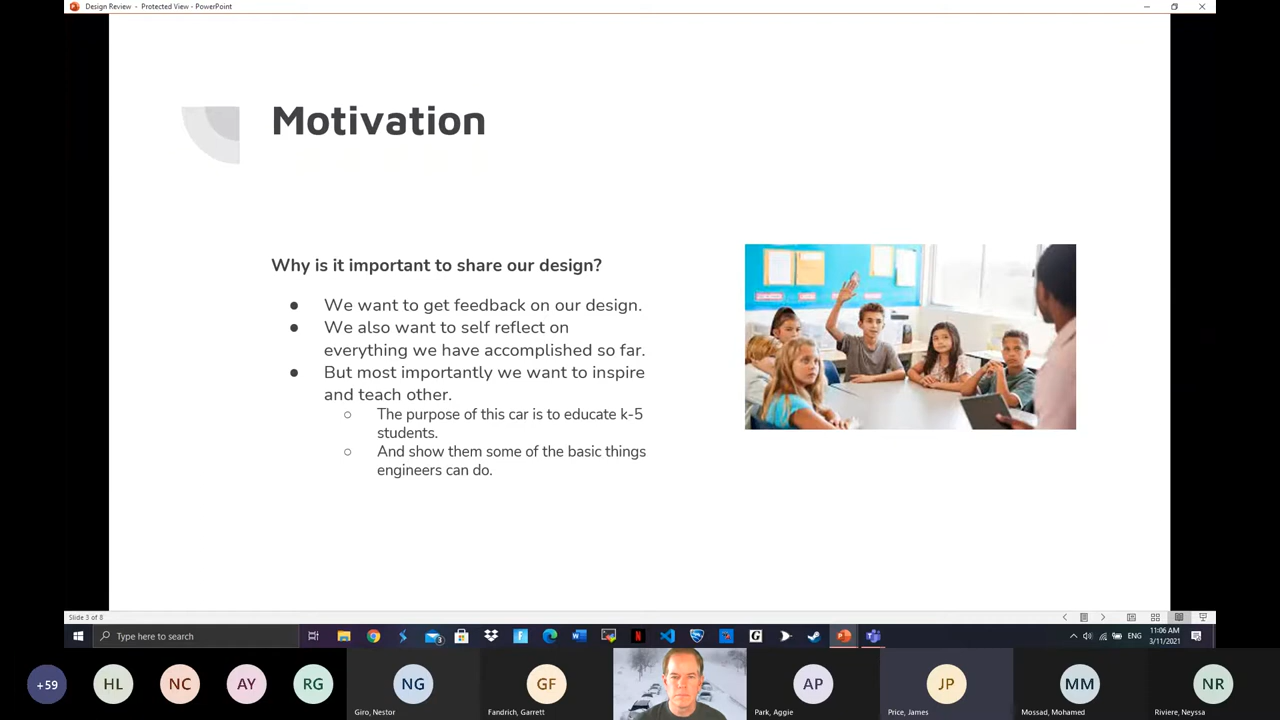 Design Review - Protected View - PowerPoint
Motivation
Why is it important to share our design?
● We want to get feedback on our design.
● We also want to self reflect on
everything we have accomplished so far.
● But most importantly we want to inspire
and teach other.
○ The purpose of this car is to educate k-5
students.
○ And show them some of the basic things
engineers can do.
Slide 3 of 8
Type here to search
ENG
11:06 AM
3/11/2021
+59
HL
NC
AY
RG
NG
GF
AP
JP
MM
NR
Giro, Nestor
Fandrich, Garrett
Park, Aggie
Price, James
Mossad, Mohamed
Riviere, Neyssa